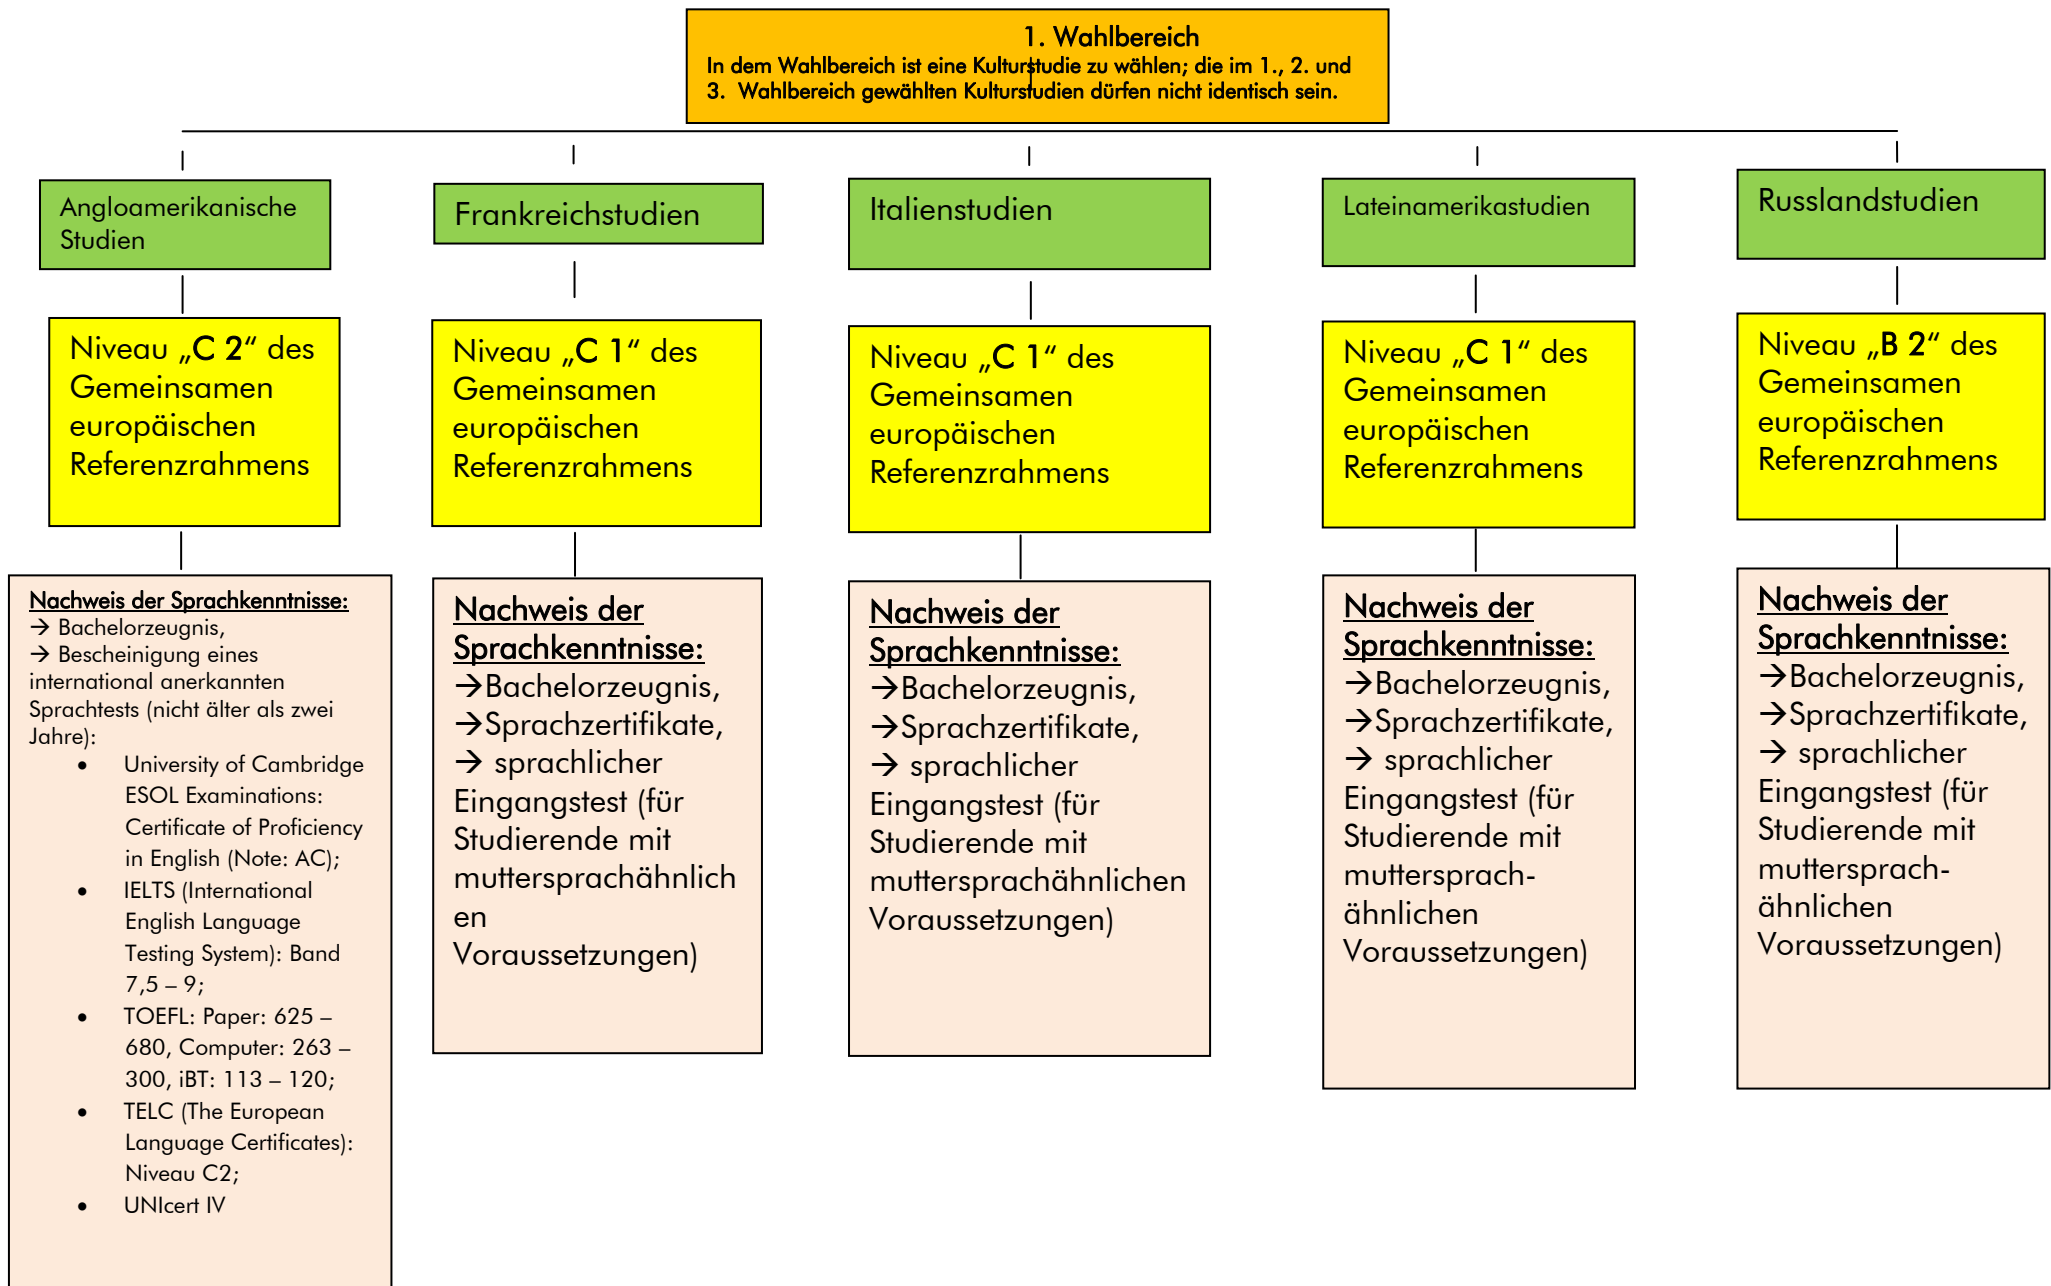 1. Wahlbereich
In dem Wahlbereich ist eine Kulturstudie zu wählen; die im 1., 2. und
3. Wahlbereich gewählten Kulturstudien dürfen nicht identisch sein.
Angloamerikanische
Studien
Niveau „C 2“ des
Gemeinsamen
europäischen
Referenzrahmens
Nachweis der Sprachkenntnisse:
→ Bachelorzeugnis,
→ Bescheinigung eines
international anerkannten
Sprachtests (nicht älter als zwei
Jahre):
• University of Cambridge
ESOL Examinations:
Certificate of Proficiency
in English (Note: AC);
• IELTS (International
English Language
Testing System): Band
7,5 – 9;
• TOEFL: Paper: 625 –
680, Computer: 263 –
300, iBT: 113 – 120;
• TELC (The European
Language Certificates):
Niveau C2;
• UNIcert IV
Frankreichstudien
Niveau „C 1“ des
Gemeinsamen
europäischen
Referenzrahmens
Nachweis der
Sprachkenntnisse:
→Bachelorzeugnis,
→Sprachzertifikate,
→ sprachlicher
Eingangstest (für
Studierende mit
muttersprachähnlich
en
Voraussetzungen)
Italienstudien
Niveau „C 1“ des
Gemeinsamen
europäischen
Referenzrahmens
Nachweis der
Sprachkenntnisse:
→Bachelorzeugnis,
→Sprachzertifikate,
→ sprachlicher
Eingangstest (für
Studierende mit
muttersprachähnlichen
Voraussetzungen)
Lateinamerikastudien
Niveau „C 1“ des
Gemeinsamen
europäischen
Referenzrahmens
Nachweis der
Sprachkenntnisse:
→Bachelorzeugnis,
→Sprachzertifikate,
→ sprachlicher
Eingangstest (für
Studierende mit
muttersprach-
ähnlichen
Voraussetzungen)
Russlandstudien
Niveau „B 2“ des
Gemeinsamen
europäischen
Referenzrahmens
Nachweis der
Sprachkenntnisse:
→Bachelorzeugnis,
→Sprachzertifikate,
→ sprachlicher
Eingangstest (für
Studierende mit
muttersprach-
ähnlichen
Voraussetzungen)